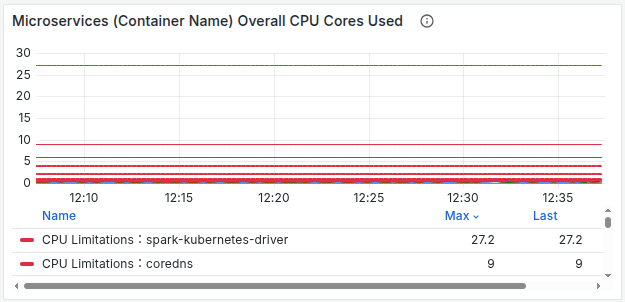 Microservices (Container Name) Overall CPU Cores Used
30
25
20
15
10
5
0
12:10 12:15 12:20 12:25 12:30 12:35
Name Max Last
CPU Limitations：spark-kubernetes-driver 27.2 27.2
CPU Limitations：coredns 9 9